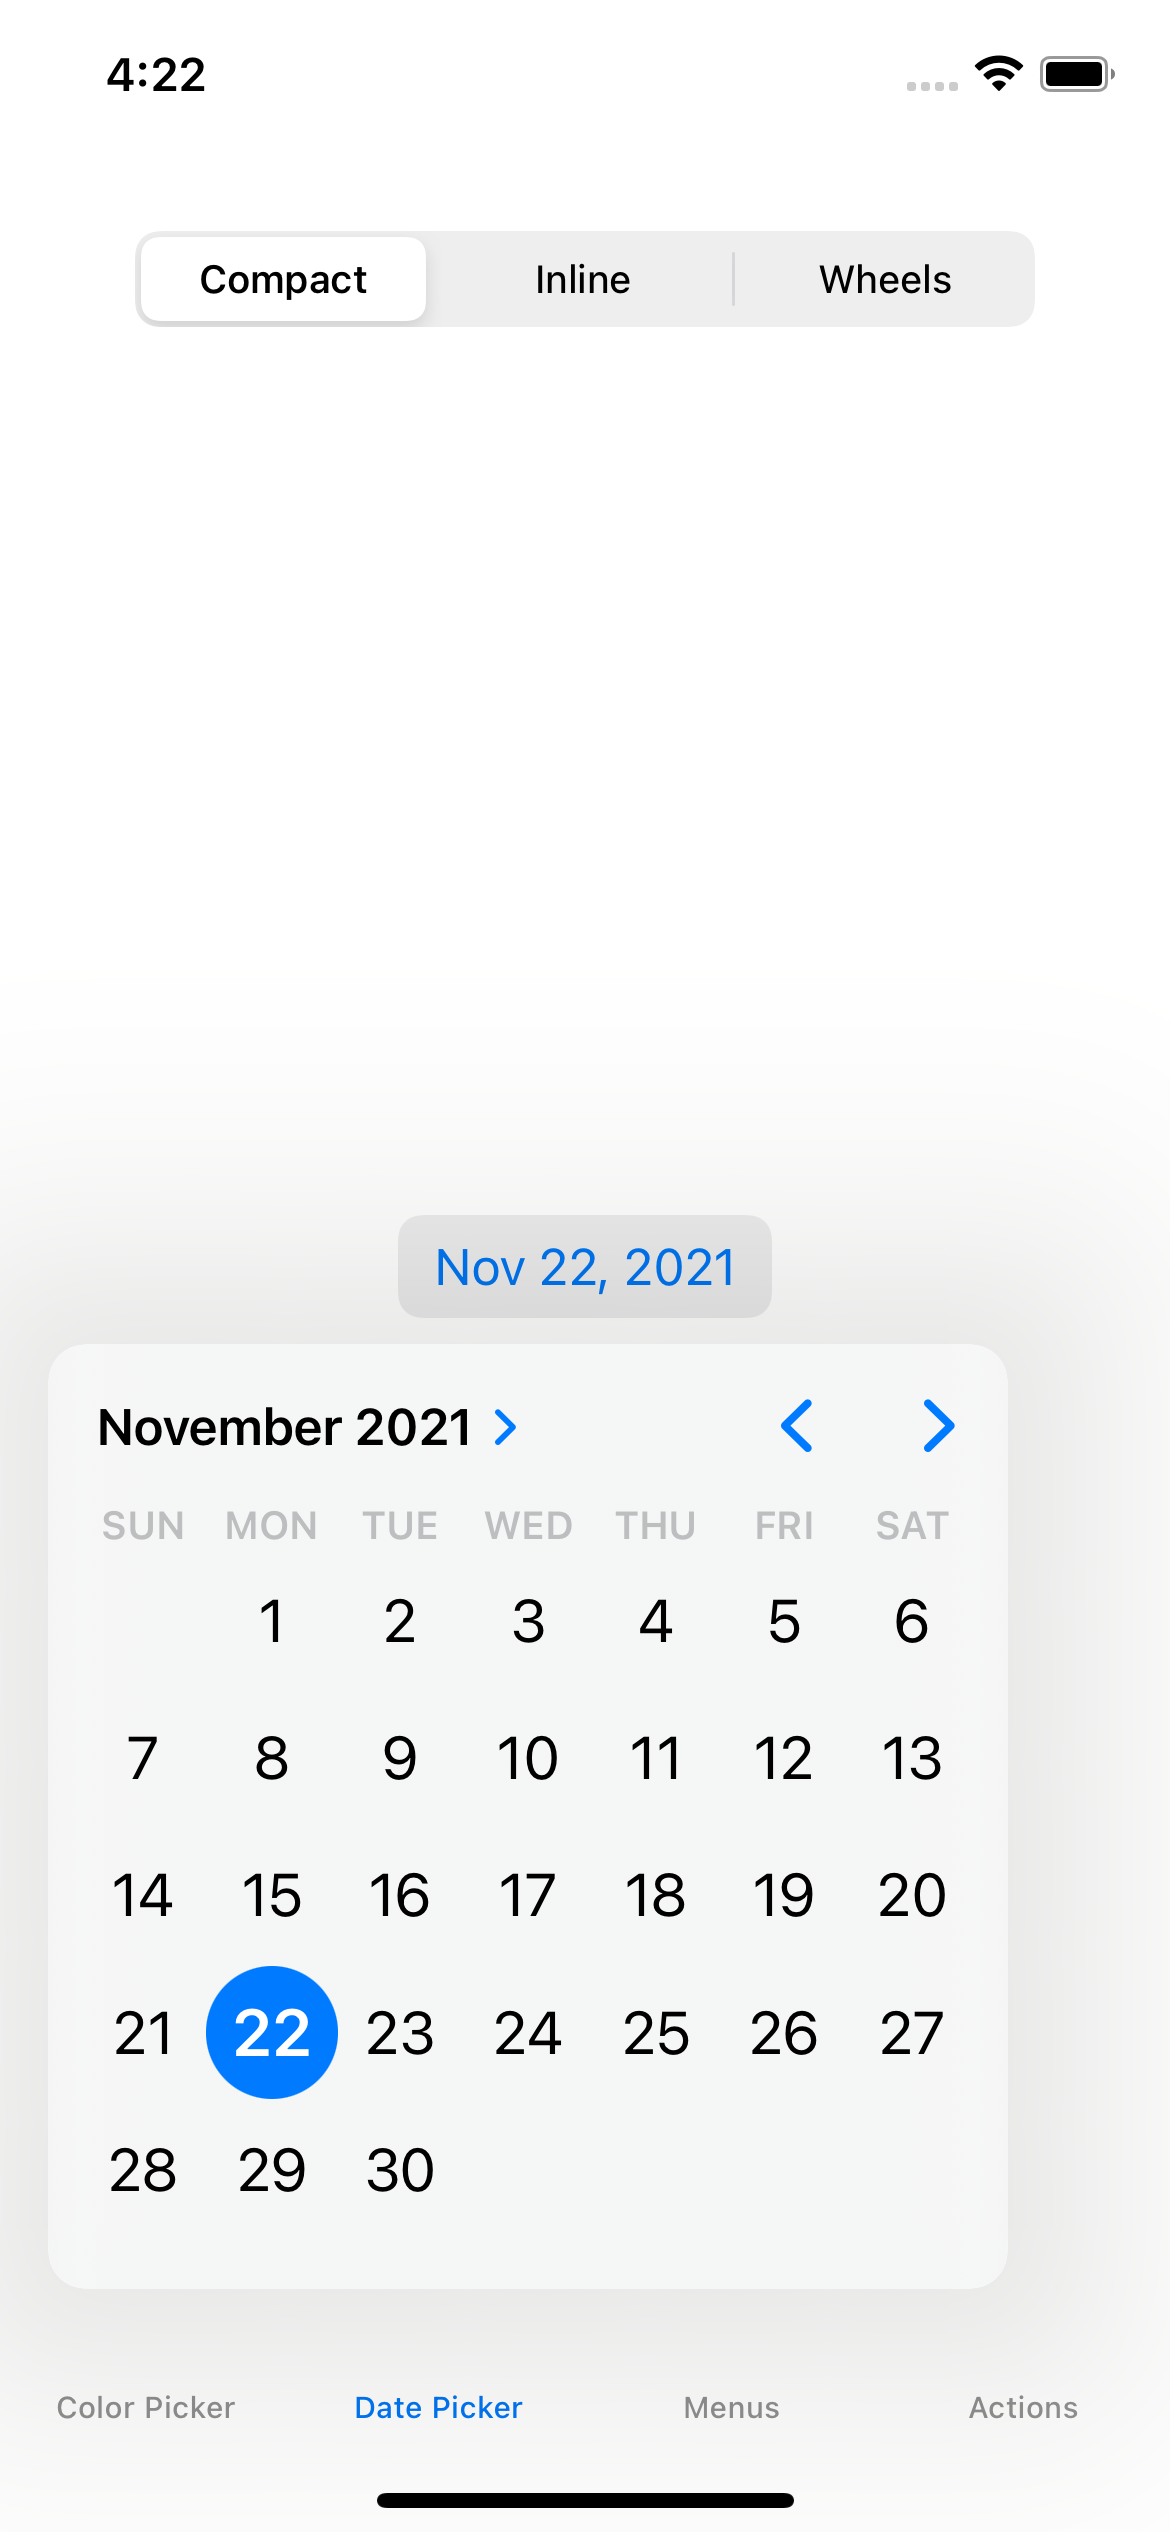 4:22
Compact Inline Wheels
Nov 22, 2021
November 2021
SUN MON TUE WED THU FRI SAT
1 2 3 4 5 6
7 8 9 10 11 12 13
14 15 16 17 18 19 20
21 22 23 24 25 26 27
28 29 30
Color Picker Date Picker Menus Actions